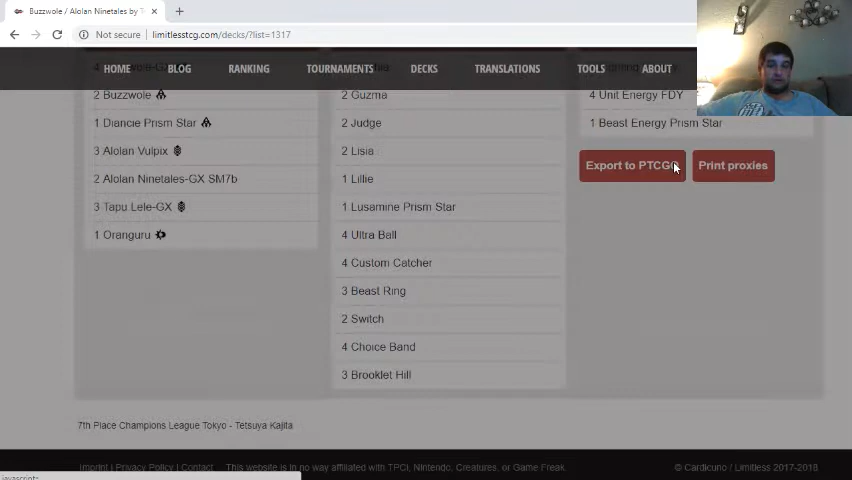 Buzzwole / Alolan Ninetales by T
Not secure | limitlesstcg.com/decks/?list=1317
HOME BLOG RANKING TOURNAMENTS DECKS TRANSLATIONS TOOLS ABOUT
2 Buzzwole
1 Diancie Prism Star
3 Alolan Vulpix
2 Alolan Ninetales-GX SM7b
3 Tapu Lele-GX
1 Oranguru
2 Guzma
2 Judge
2 Lisia
1 Lillie
1 Lusamine Prism Star
4 Ultra Ball
4 Custom Catcher
3 Beast Ring
2 Switch
4 Choice Band
3 Brooklet Hill
4 Unit Energy FDY
1 Beast Energy Prism Star
Export to PTCGO Print proxies
7th Place Champions League Tokyo - Tetsuya Kajita
Imprint | Privacy Policy | Contact This website is in no way affiliated with TPCI, Nintendo, Creatures, or Game Freak. © Cardicuno / Limitless 2017-2018